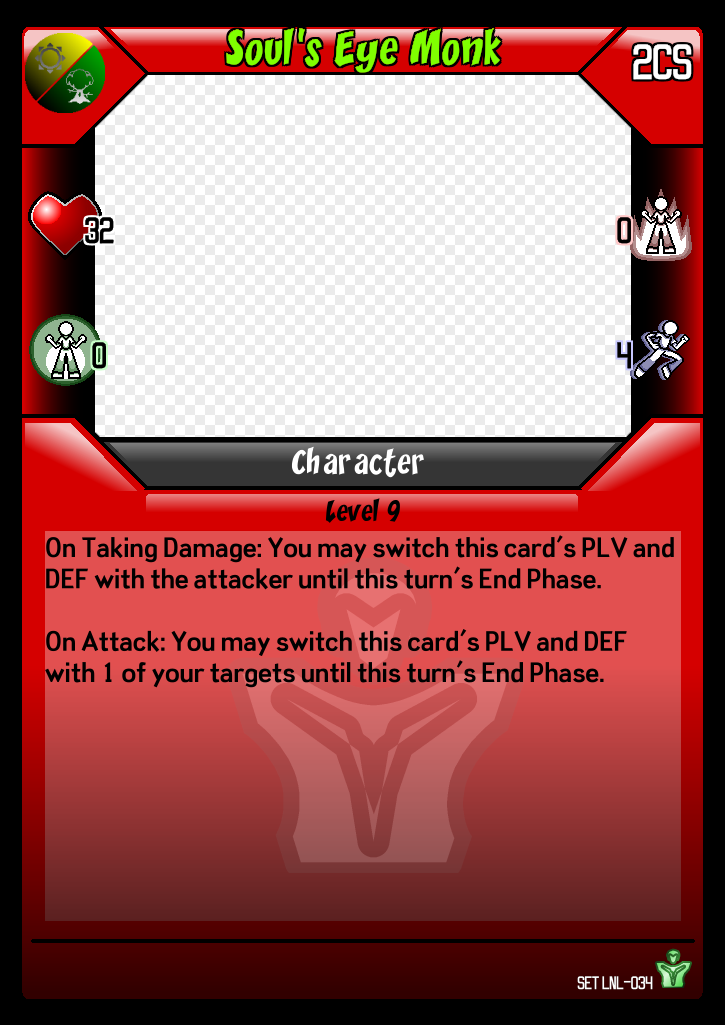 Soul's Eye Monk
2CS
32
0
0
4
Character
Level 9
On Taking Damage: You may switch this card's PLV and
DEF with the attacker until this turn's End Phase.
On Attack: You may switch this card's PLV and DEF
with 1 of your targets until this turn's End Phase.
SET LNL-034